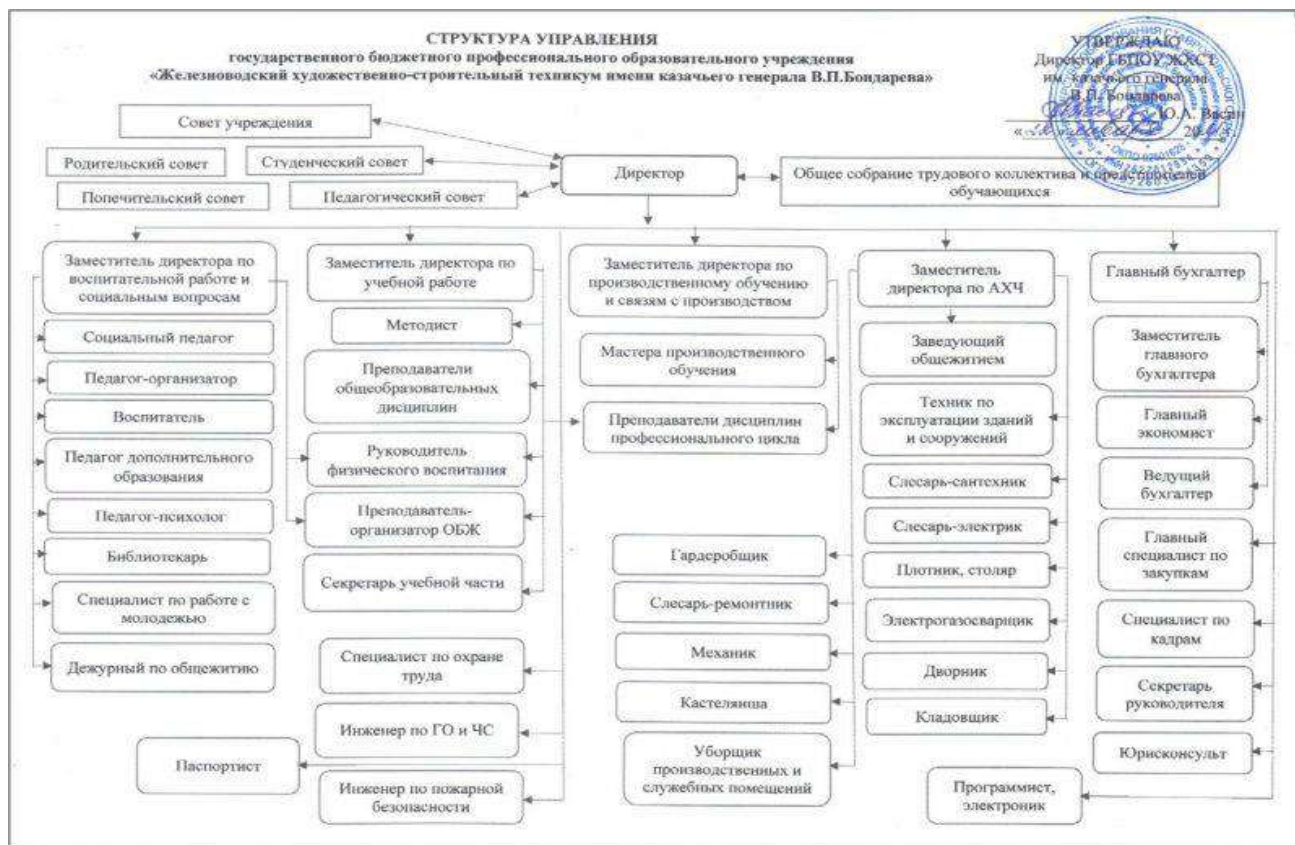 СТРУКТУРА УПРАВЛЕНИЯ
государственного бюджетного профессионального образовательного учреждения
«Железноводский художественно-строительный техникум имени казачьего генерала В.П.Бондарева»
УТВЕРЖДАЮ
Директор ГБПОУ ЖХСТ
им. казачьего генерала
В.П. Бондарева
Ю.А. Васин
Совет учреждения
Родительский совет
Студенческий совет
Попечительский совет
Педагогический совет
Директор
Общее собрание трудового коллектива и представителей
обучающихся
Заместитель директора по
воспитательной работе и
социальным вопросам
Социальный педагог
Педагог-организатор
Воспитатель
Педагог дополнительного
образования
Педагог-психолог
Библиотекарь
Специалист по работе с
молодежью
Дежурный по общежитию
Заместитель директора по
учебной работе
Методист
Преподаватели
общеобразовательных
дисциплин
Руководитель
физического воспитания
Преподаватель-
организатор ОБЖ
Секретарь учебной части
Специалист по охране
труда
Инженер по ГО и ЧС
Паспортист
Инженер по пожарной
безопасности
Заместитель директора по
производственному обучению
и связям с производством
Мастера производственного
обучения
Преподаватели дисциплин
профессионального цикла
Гардеробщик
Слесарь-ремонтник
Механик
Кастелянша
Уборщик
производственных и
служебных помещений
Заместитель
директора по АХЧ
Заведующий
общежитием
Техник по
эксплуатации зданий
и сооружений
Слесарь-сантехник
Слесарь-электрик
Плотник, столяр
Электрогазосварщик
Дворник
Кладовщик
Главный бухгалтер
Заместитель
главного
бухгалтера
Главный
экономист
Ведущий
бухгалтер
Главный
специалист по
закупкам
Специалист по
кадрам
Секретарь
руководителя
Юрисконсульт
Программист,
электроник